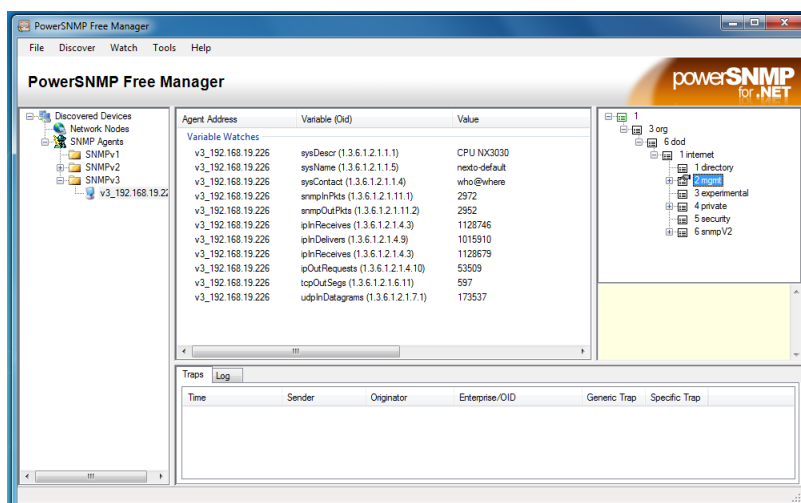 PowerSNMP Free Manager
File Discover Watch Tools Help
PowerSNMP Free Manager
powerSNMP
for .NET
Discovered Devices
Network Nodes
SNMP Agents
SNMPv1
SNMPv2
SNMPv3
v3_192.168.19.22
Agent Address Variable (Oid) Value
Variable Watches
v3_192.168.19.226 sysDescr (1.3.6.1.2.1.1.1) CPU NX3030
v3_192.168.19.226 sysName (1.3.6.1.2.1.1.5) nexto-default
v3_192.168.19.226 sysContact (1.3.6.1.2.1.1.4) who@where
v3_192.168.19.226 snmpInPkts (1.3.6.1.2.1.11.1) 2972
v3_192.168.19.226 snmpOutPkts (1.3.6.1.2.1.11.2) 2952
v3_192.168.19.226 ipInReceives (1.3.6.1.2.1.4.3) 1128746
v3_192.168.19.226 ipInDelivers (1.3.6.1.2.1.4.9) 1015910
v3_192.168.19.226 ipInReceives (1.3.6.1.2.1.4.3) 1128679
v3_192.168.19.226 ipOutRequests (1.3.6.1.2.1.4.10) 53509
v3_192.168.19.226 tcpOutSegs (1.3.6.1.2.1.6.11) 597
v3_192.168.19.226 udpInDatagrams (1.3.6.1.2.1.7.1) 173537
1
3 org
6 dod
1 internet
1 directory
2 mgmt
3 experimental
4 private
5 security
6 snmpV2
Traps Log
Time Sender Originator Enterprise/OID Generic Trap Specific Trap